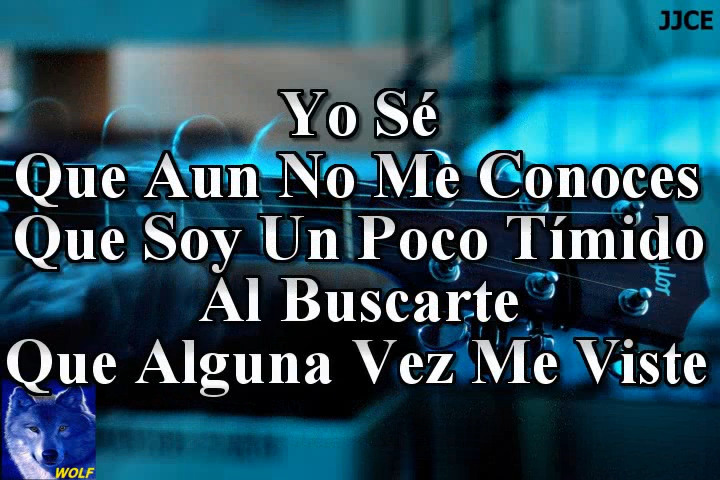 JJCE
Yo Sé
Que Aun No Me Conoces
Que Soy Un Poco Tímido
Al Buscarte
Que Alguna Vez Me Viste
WOLF